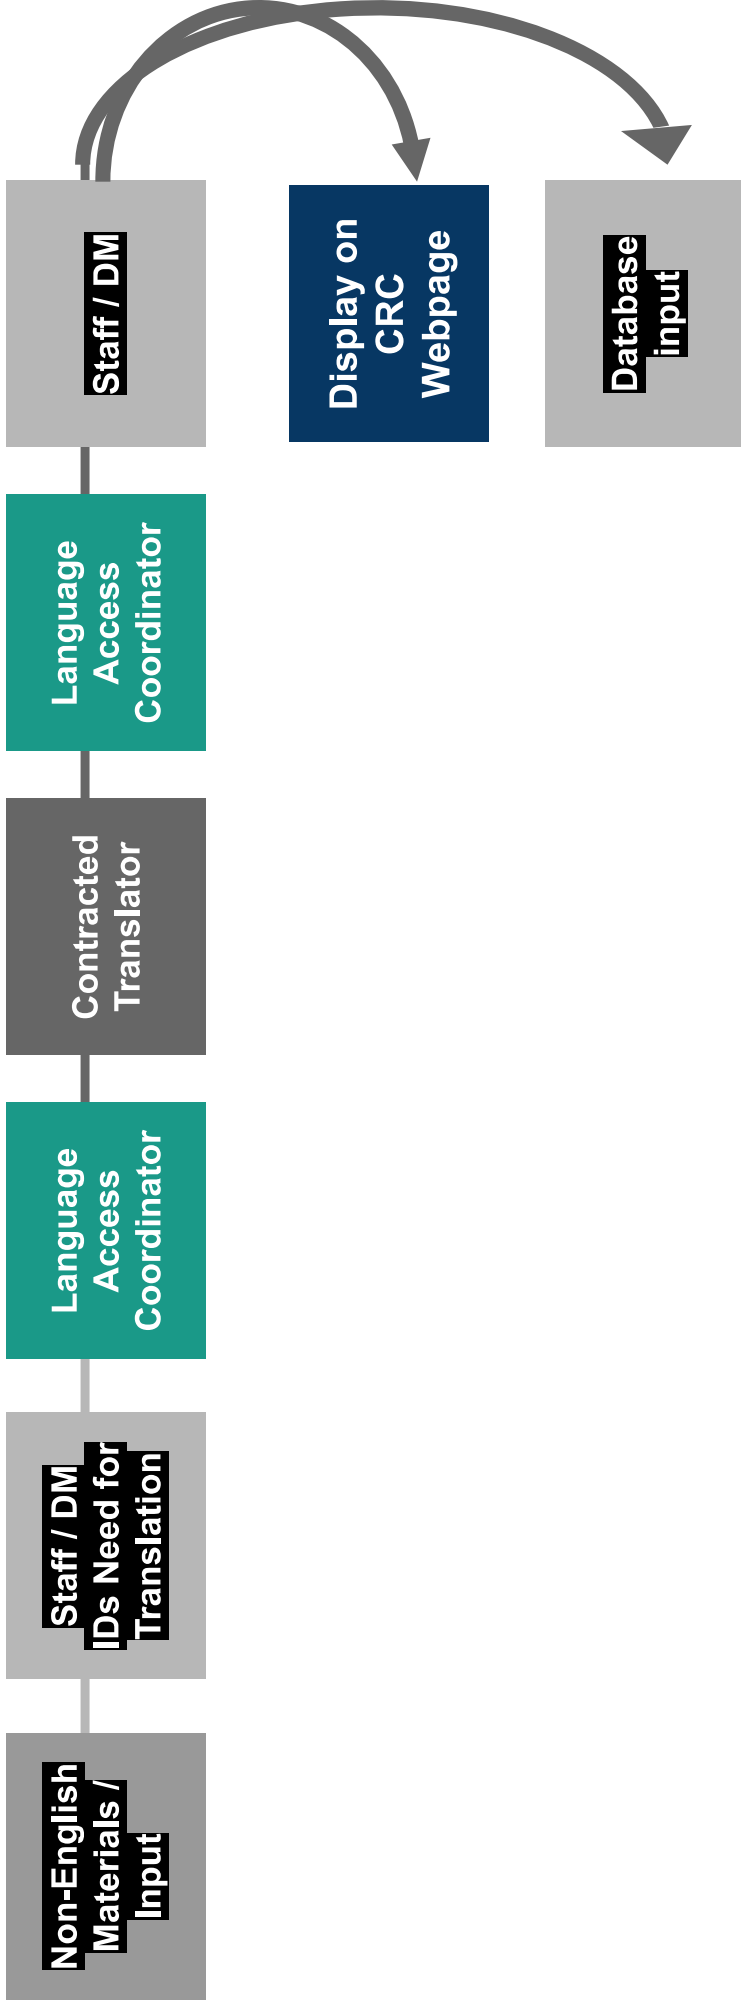 Non-English
Materials /
Input
Staff / DM
IDs Need for
Translation
Language
Access
Coordinator
Contracted
Translator
Language
Access
Coordinator
Staff / DM
Display on
CRC
Webpage
Database
input